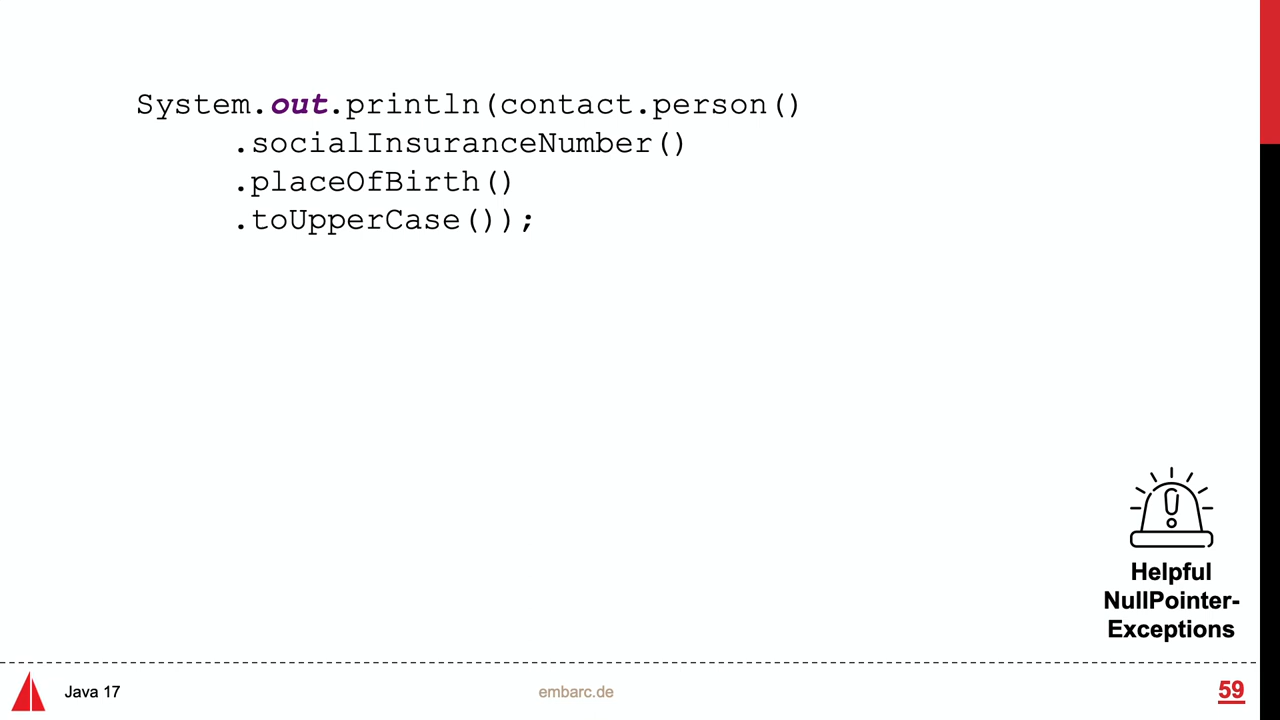 System.out.println(contact.person()
.socialInsuranceNumber()
.placeOfBirth()
.toUpperCase());
Helpful
NullPointer-
Exceptions
Java 17
embarc.de
59